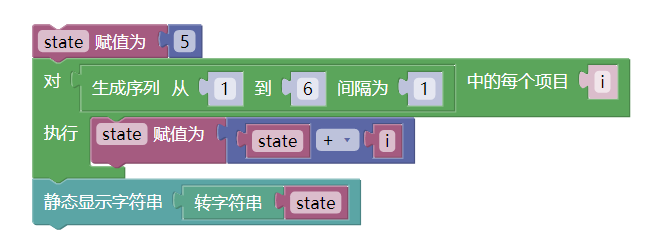 state 赋值为 5
对 生成序列 从 1 到 6 间隔为 1 中的每个项目 i
执行 state 赋值为 state + i
静态显示字符串 转字符串 state